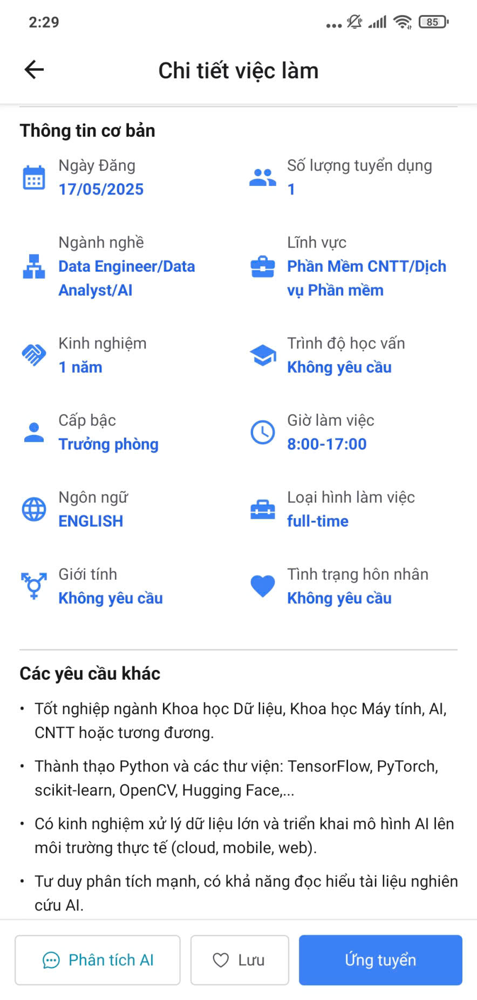 2:29
85
Chi tiết việc làm
Thông tin cơ bản
Ngày Đăng
17/05/2025
Số lượng tuyển dụng
1
Ngành nghề
Data Engineer/Data
Analyst/AI
Lĩnh vực
Phần Mềm CNTT/Dịch
vụ Phần mềm
Kinh nghiệm
1 năm
Trình độ học vấn
Không yêu cầu
Cấp bậc
Trưởng phòng
Giờ làm việc
8:00-17:00
Ngôn ngữ
ENGLISH
Loại hình làm việc
full-time
Giới tính
Không yêu cầu
Tình trạng hôn nhân
Không yêu cầu
Các yêu cầu khác
• Tốt nghiệp ngành Khoa học Dữ liệu, Khoa học Máy tính, AI,
CNTT hoặc tương đương.
• Thành thạo Python và các thư viện: TensorFlow, PyTorch,
scikit-learn, OpenCV, Hugging Face,...
• Có kinh nghiệm xử lý dữ liệu lớn và triển khai mô hình AI lên
môi trường thực tế (cloud, mobile, web).
• Tư duy phân tích mạnh, có khả năng đọc hiểu tài liệu nghiên
cứu AI.
Phân tích AI
Lưu
Ứng tuyển